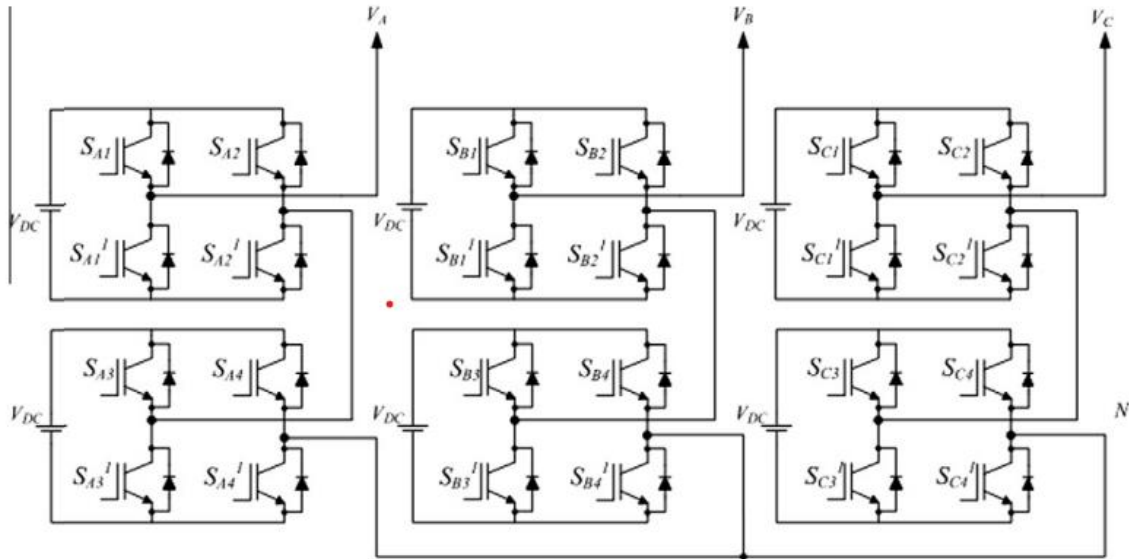 V_A V_B V_C
S_A1 S_A2 S_B1 S_B2 S_C1 S_C2
V_DC V_DC V_DC
S_A1^1 S_A2^1 S_B1^1 S_B2^1 S_C1^1 S_C2^1
S_A3 S_A4 S_B3 S_B4 S_C3 S_C4
V_DC V_DC V_DC N
S_A3^1 S_A4^1 S_B3^1 S_B4^1 S_C3^1 S_C4^1